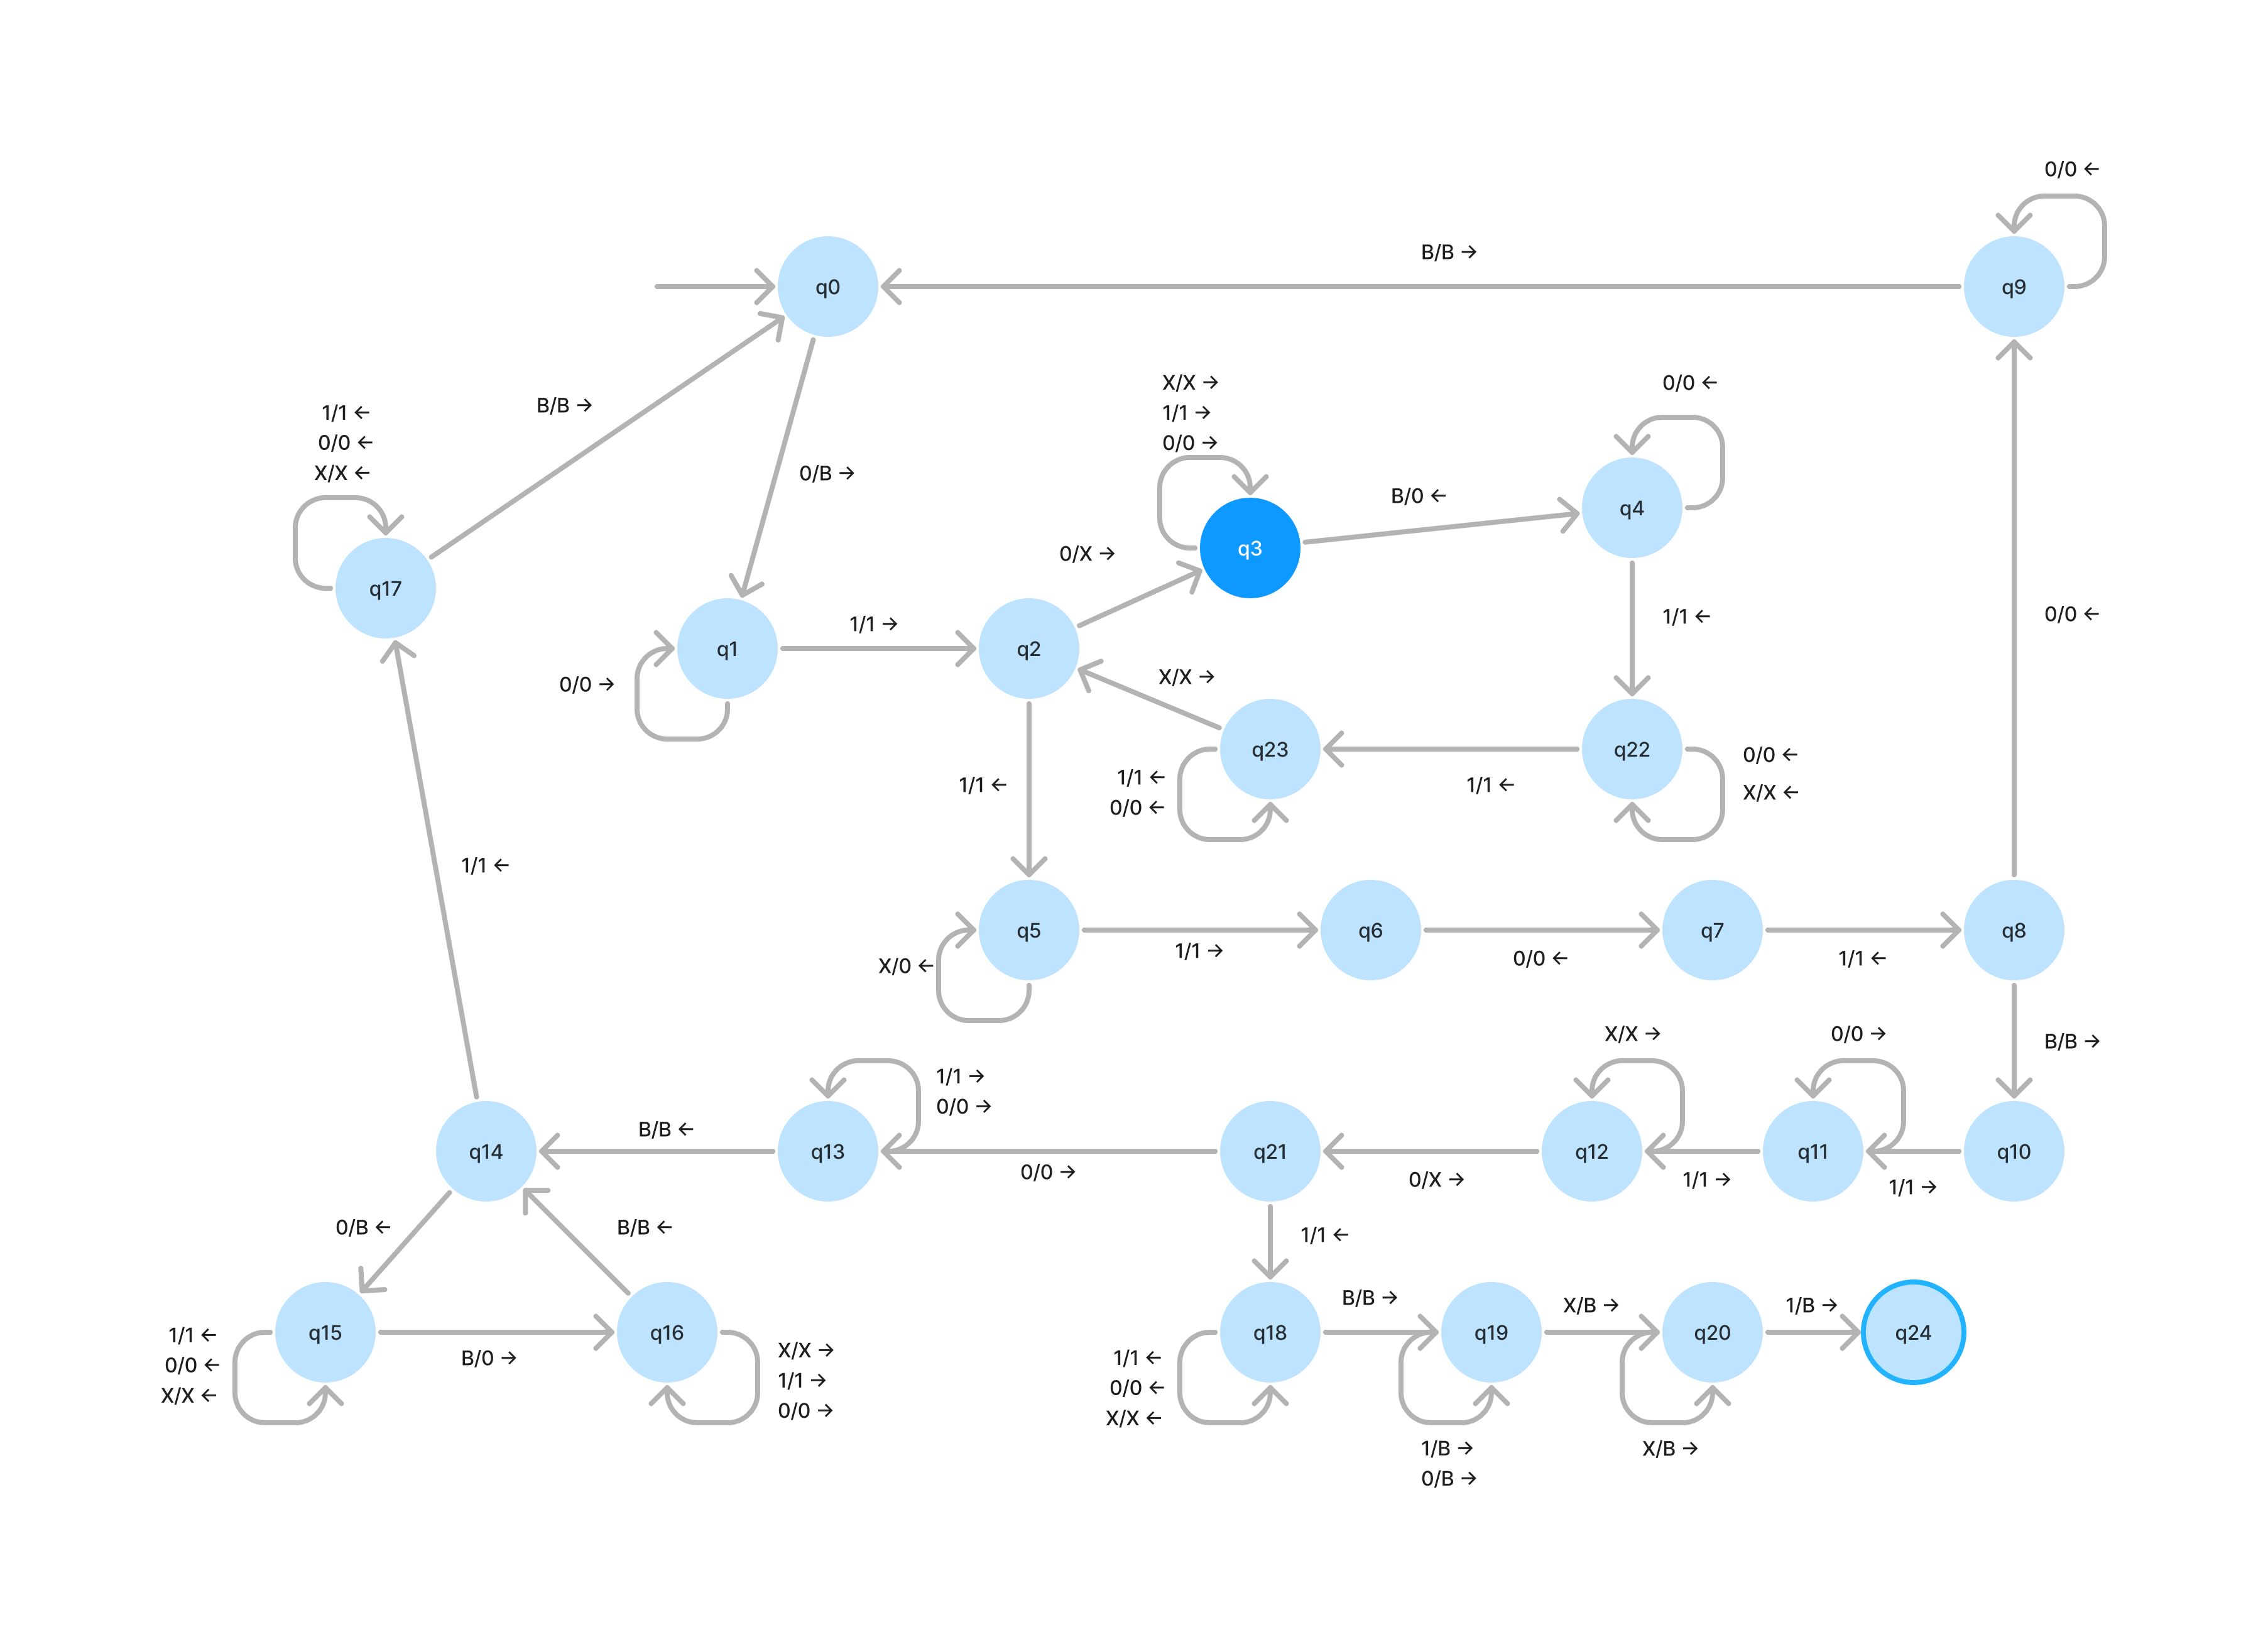 0/0 ←
B/B →
q0
q9
X/X →
1/1 →
0/0 →
0/0 ←
1/1 ←
0/0 ←
X/X ←
B/B →
0/B →
B/0 ←
q4
q3
0/X →
q17
1/1 →
1/1 ←
0/0 ←
q1
q2
0/0 →
X/X →
q23
q22
0/0 ←
X/X ←
1/1 ←
0/0 ←
1/1 ←
1/1 ←
1/1 ←
q5
q6
q7
q8
X/0 ←
1/1 →
0/0 ←
1/1 ←
X/X →
0/0 →
B/B →
1/1 →
0/0 →
B/B ←
q14
q13
q21
q12
q11
q10
0/0 →
0/X →
1/1 →
1/1 →
0/B ←
B/B ←
1/1 ←
B/B →
X/B →
1/B →
q15
q16
q18
q19
q20
q24
1/1 ←
0/0 ←
X/X ←
B/0 →
X/X →
1/1 →
0/0 →
1/1 ←
0/0 ←
X/X ←
1/B →
0/B →
X/B →